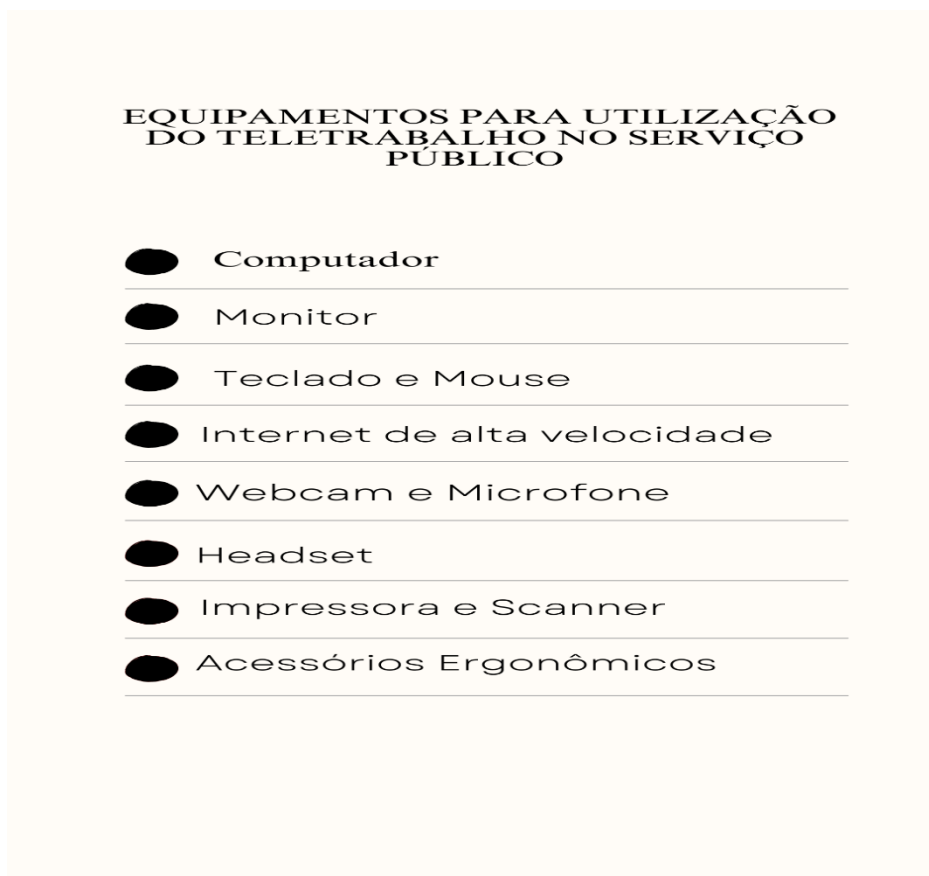 EQUIPAMENTOS PARA UTILIZAÇÃO
DO TELETRABALHO NO SERVIÇO
PÚBLICO
Computador
Monitor
Teclado e Mouse
Internet de alta velocidade
Webcam e Microfone
Headset
Impressora e Scanner
Acessórios Ergonômicos